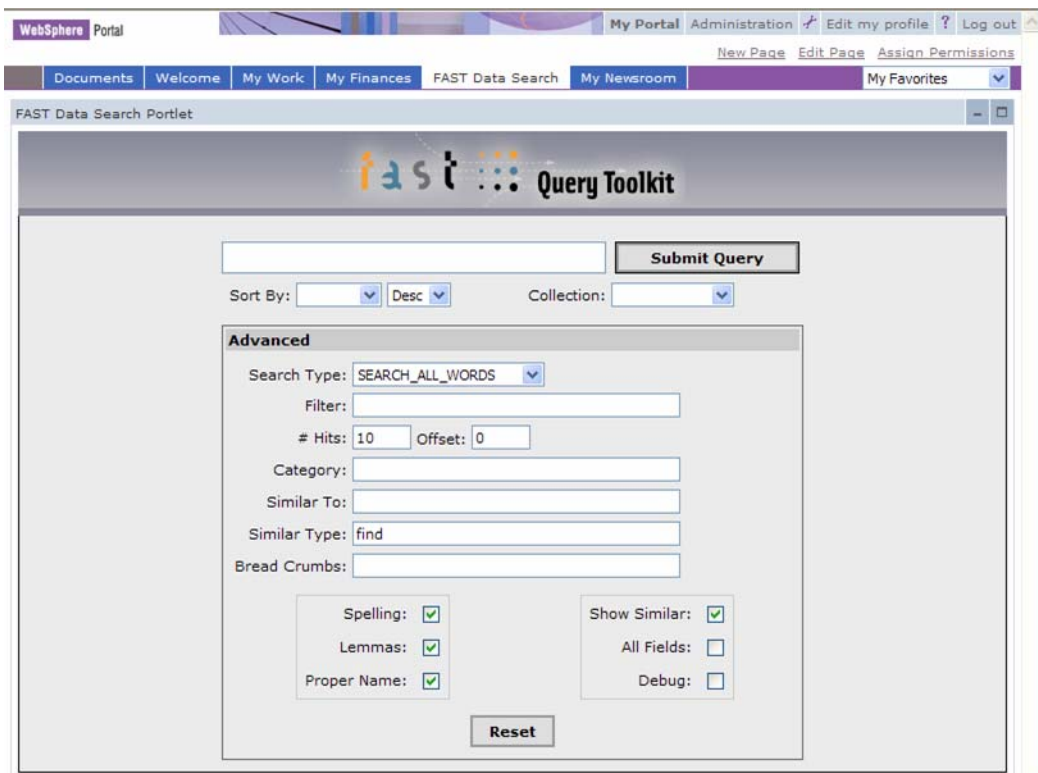 WebSphere Portal
My Portal Administration Edit my profile ? Log out
New Page Edit Page Assign Permissions
Documents Welcome My Work My Finances FAST Data Search My Newsroom My Favorites
FAST Data Search Portlet
fast Query Toolkit
Submit Query
Sort By: Desc Collection:
Advanced
Search Type: SEARCH_ALL_WORDS
Filter:
# Hits: 10 Offset: 0
Category:
Similar To:
Similar Type: find
Bread Crumbs:
Spelling: Show Similar:
Lemmas: All Fields:
Proper Name: Debug:
Reset